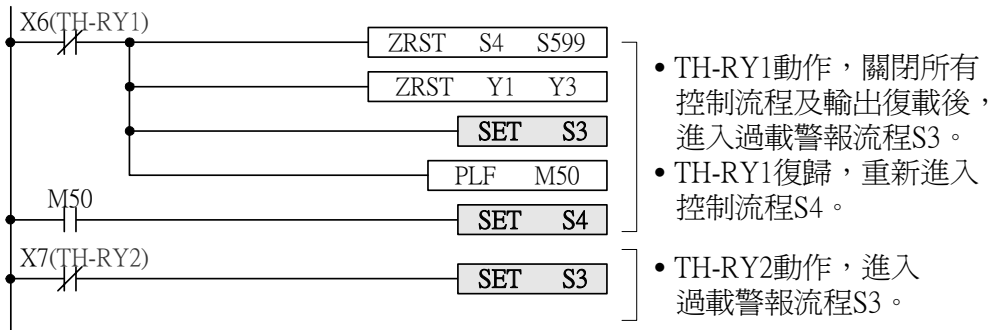 X6(TH-RY1)
ZRST S4 S599
ZRST Y1 Y3
SET S3
PLF M50
M50
SET S4
X7(TH-RY2)
SET S3
• TH-RY1動作，關閉所有
控制流程及輸出復載後，
進入過載警報流程S3。
• TH-RY1復歸，重新進入
控制流程S4。
• TH-RY2動作，進入
過載警報流程S3。